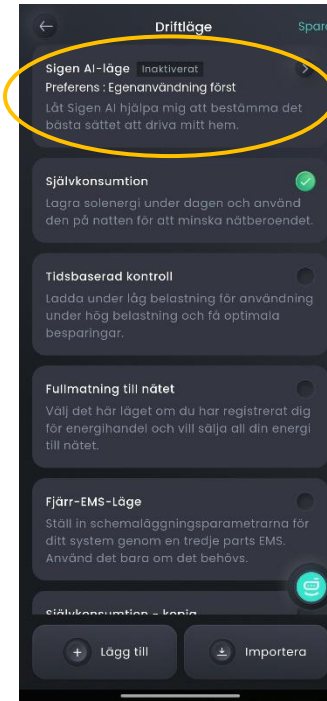 Driftläge Spara
Sigen AI-läge Inaktiverat
Preferens : Egenanvändning först
Låt Sigen AI hjälpa mig att bestämma det
bästa sättet att driva mitt hem.
Självkonsumtion
Lagra solenergi under dagen och använd
den på natten för att minska nätberoendet.
Tidsbaserad kontroll
Ladda under låg belastning för användning
under hög belastning och få optimala
besparingar.
Fullmatning till nätet
Välj det här läget om du har registrerat dig
för energihandel och vill sälja all din energi
till nätet.
Fjärr-EMS-Läge
Ställ in schemaläggningsparametrarna för
ditt system genom en tredje parts EMS.
Använd det bara om det behövs.
Självkonsumtion - kopia
Lägg till
Importera